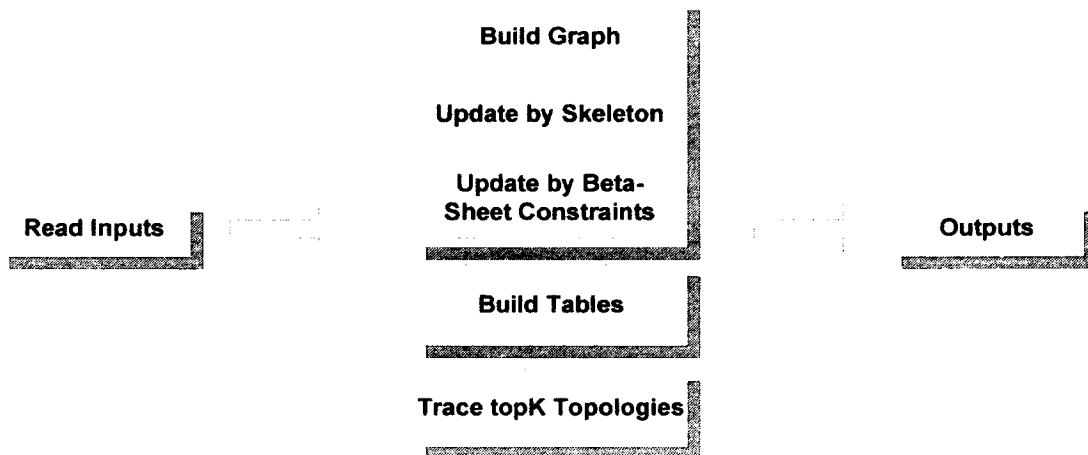 Read Inputs
Build Graph
Update by Skeleton
Update by Beta-
Sheet Constraints
Build Tables
Trace topK Topologies
Outputs